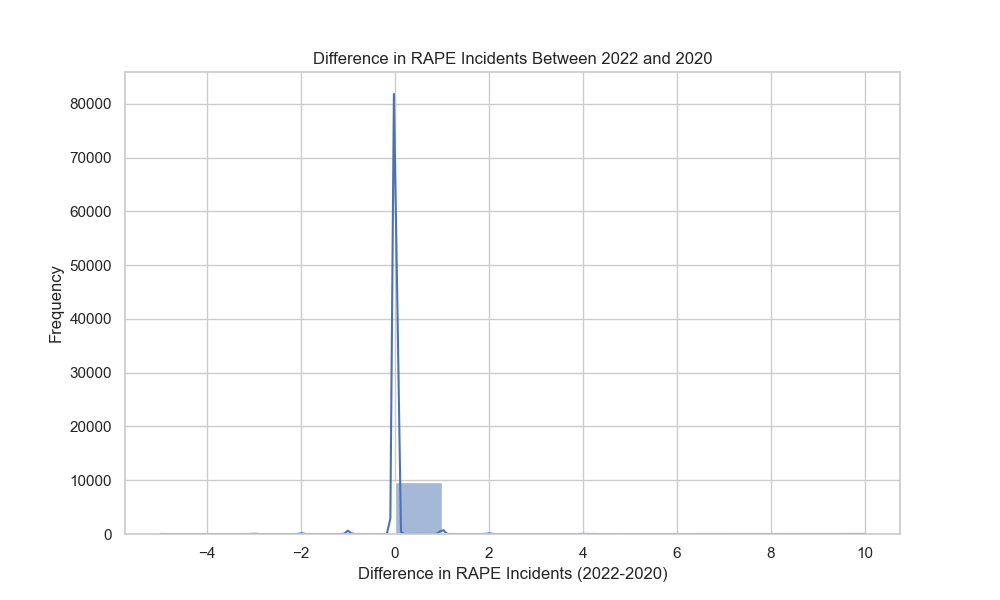 Difference in RAPE Incidents Between 2022 and 2020
80000
70000
60000
50000
40000
30000
20000
10000
0
Frequency
−4 −2 0 2 4 6 8 10
Difference in RAPE Incidents (2022-2020)